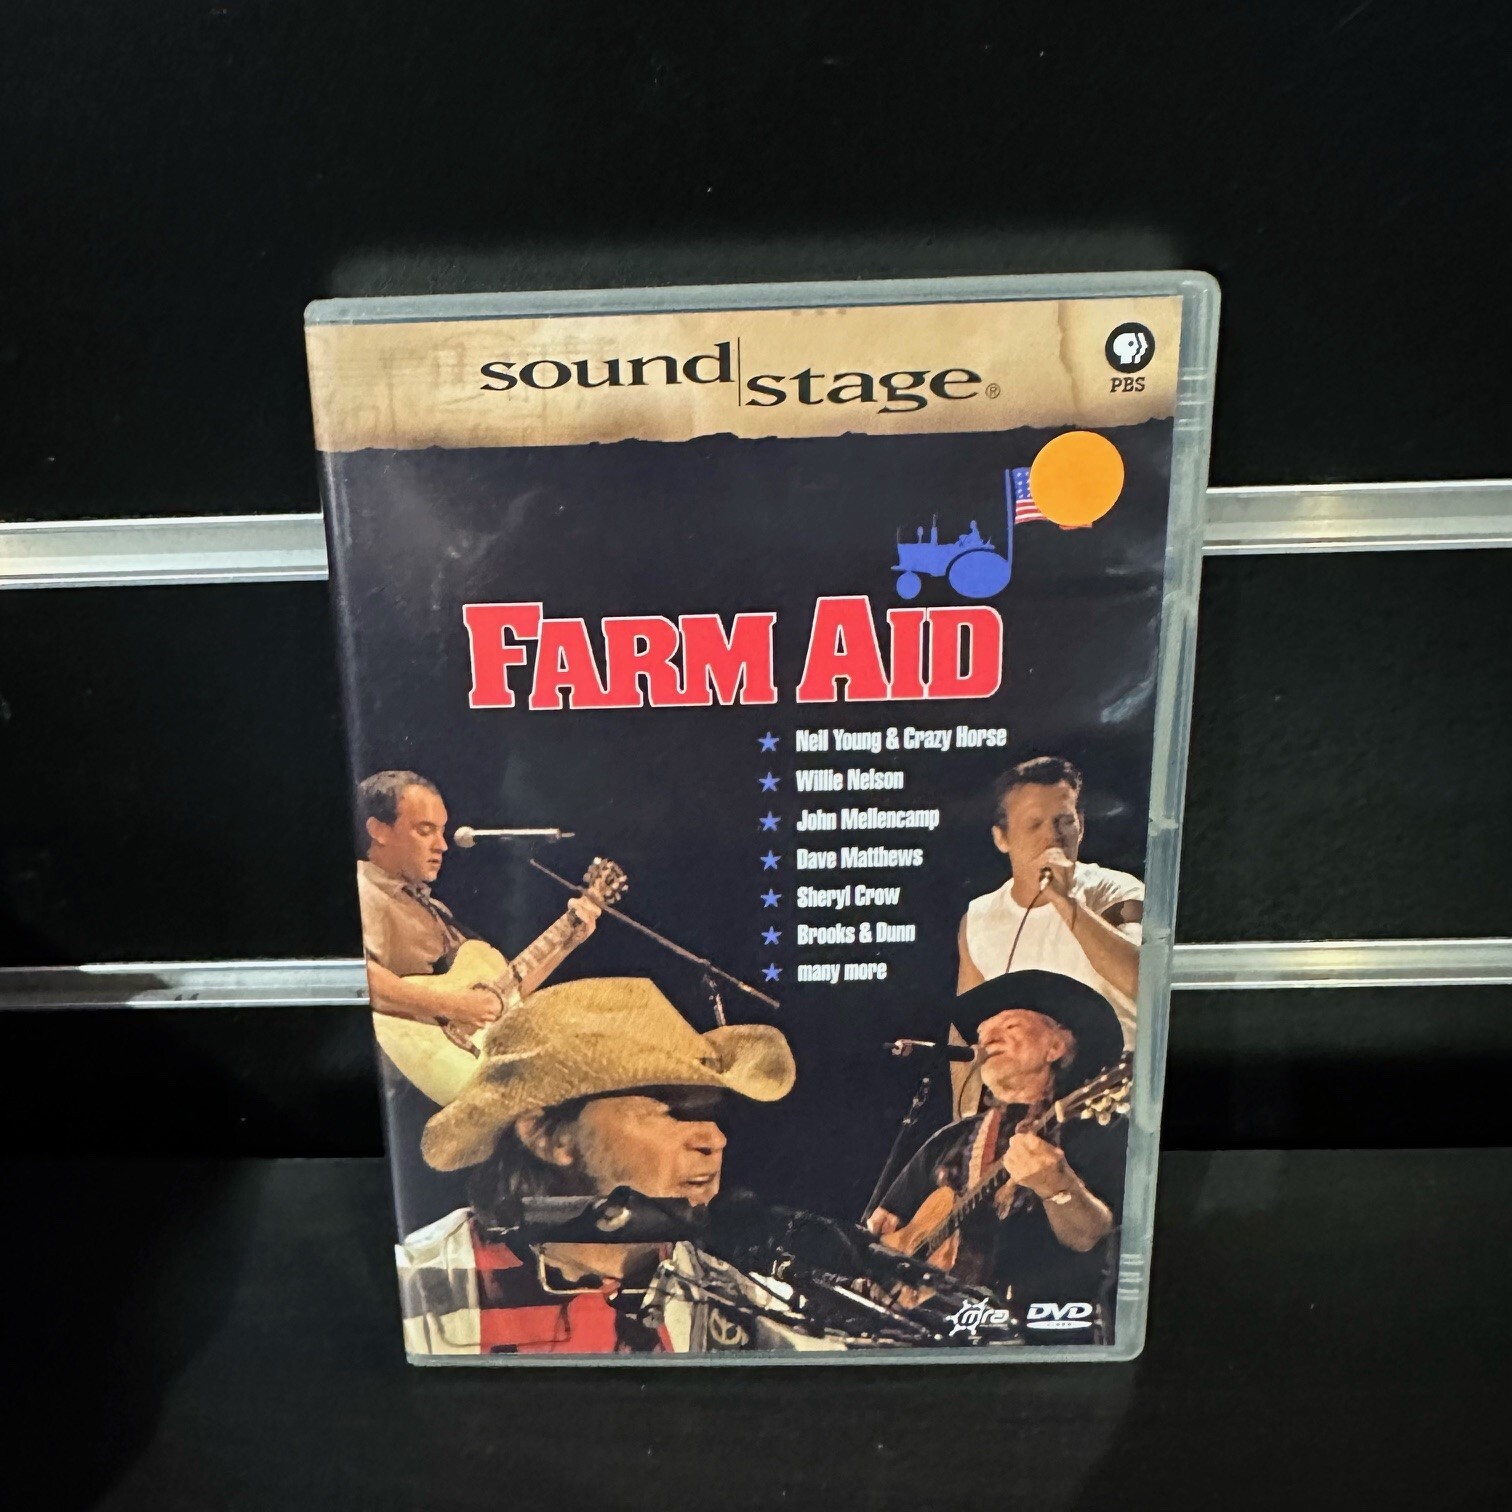 sound|stage®
PBS
FARM AID
★ Neil Young & Crazy Horse
★ Willie Nelson
★ John Mellencamp
★ Dave Matthews
★ Sheryl Crow
★ Brooks & Dunn
★ many more
mra
DVD